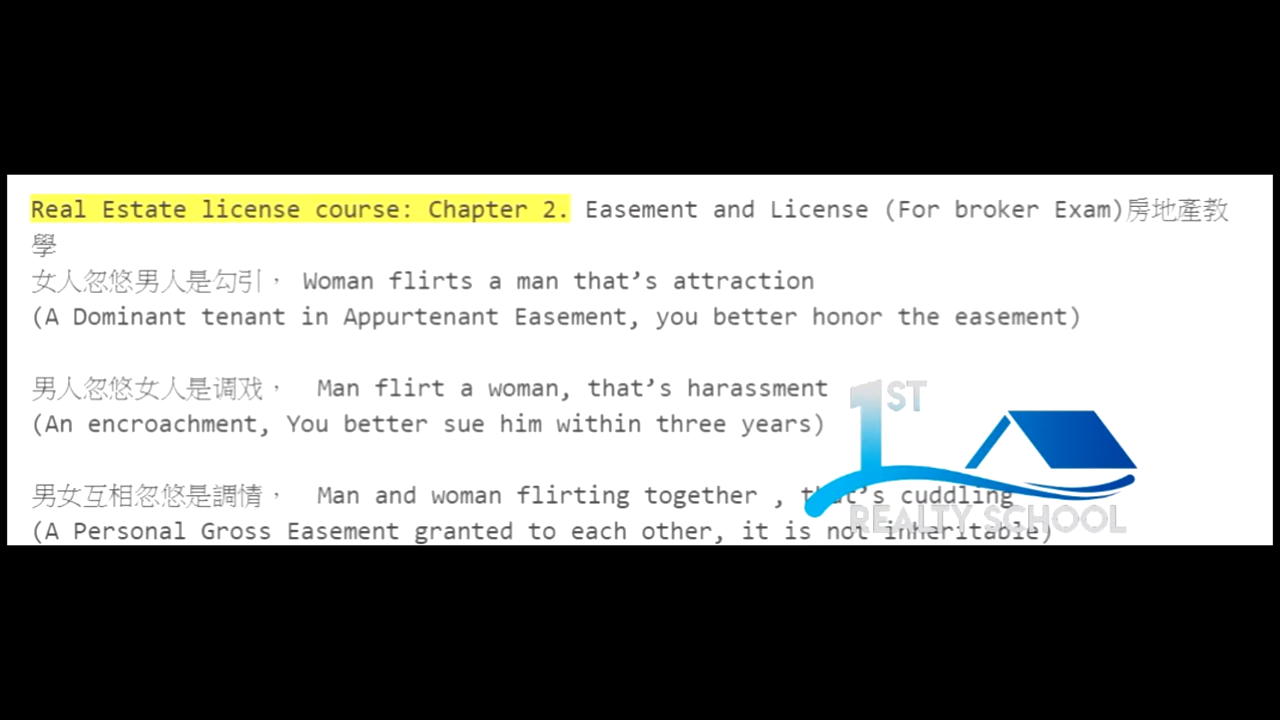 Real Estate license course: Chapter 2. Easement and License (For broker Exam)房地產教
學
女人忽悠男人是勾引， Woman flirts a man that’s attraction
(A Dominant tenant in Appurtenant Easement, you better honor the easement)
男人忽悠女人是调戏， Man flirt a woman, that’s harassment
(An encroachment, You better sue him within three years)
男女互相忽悠是調情， Man and woman flirting together , that’s cuddling
(A Personal Gross Easement granted to each other, it is not inheritable)
1ST
REALTY SCHOOL